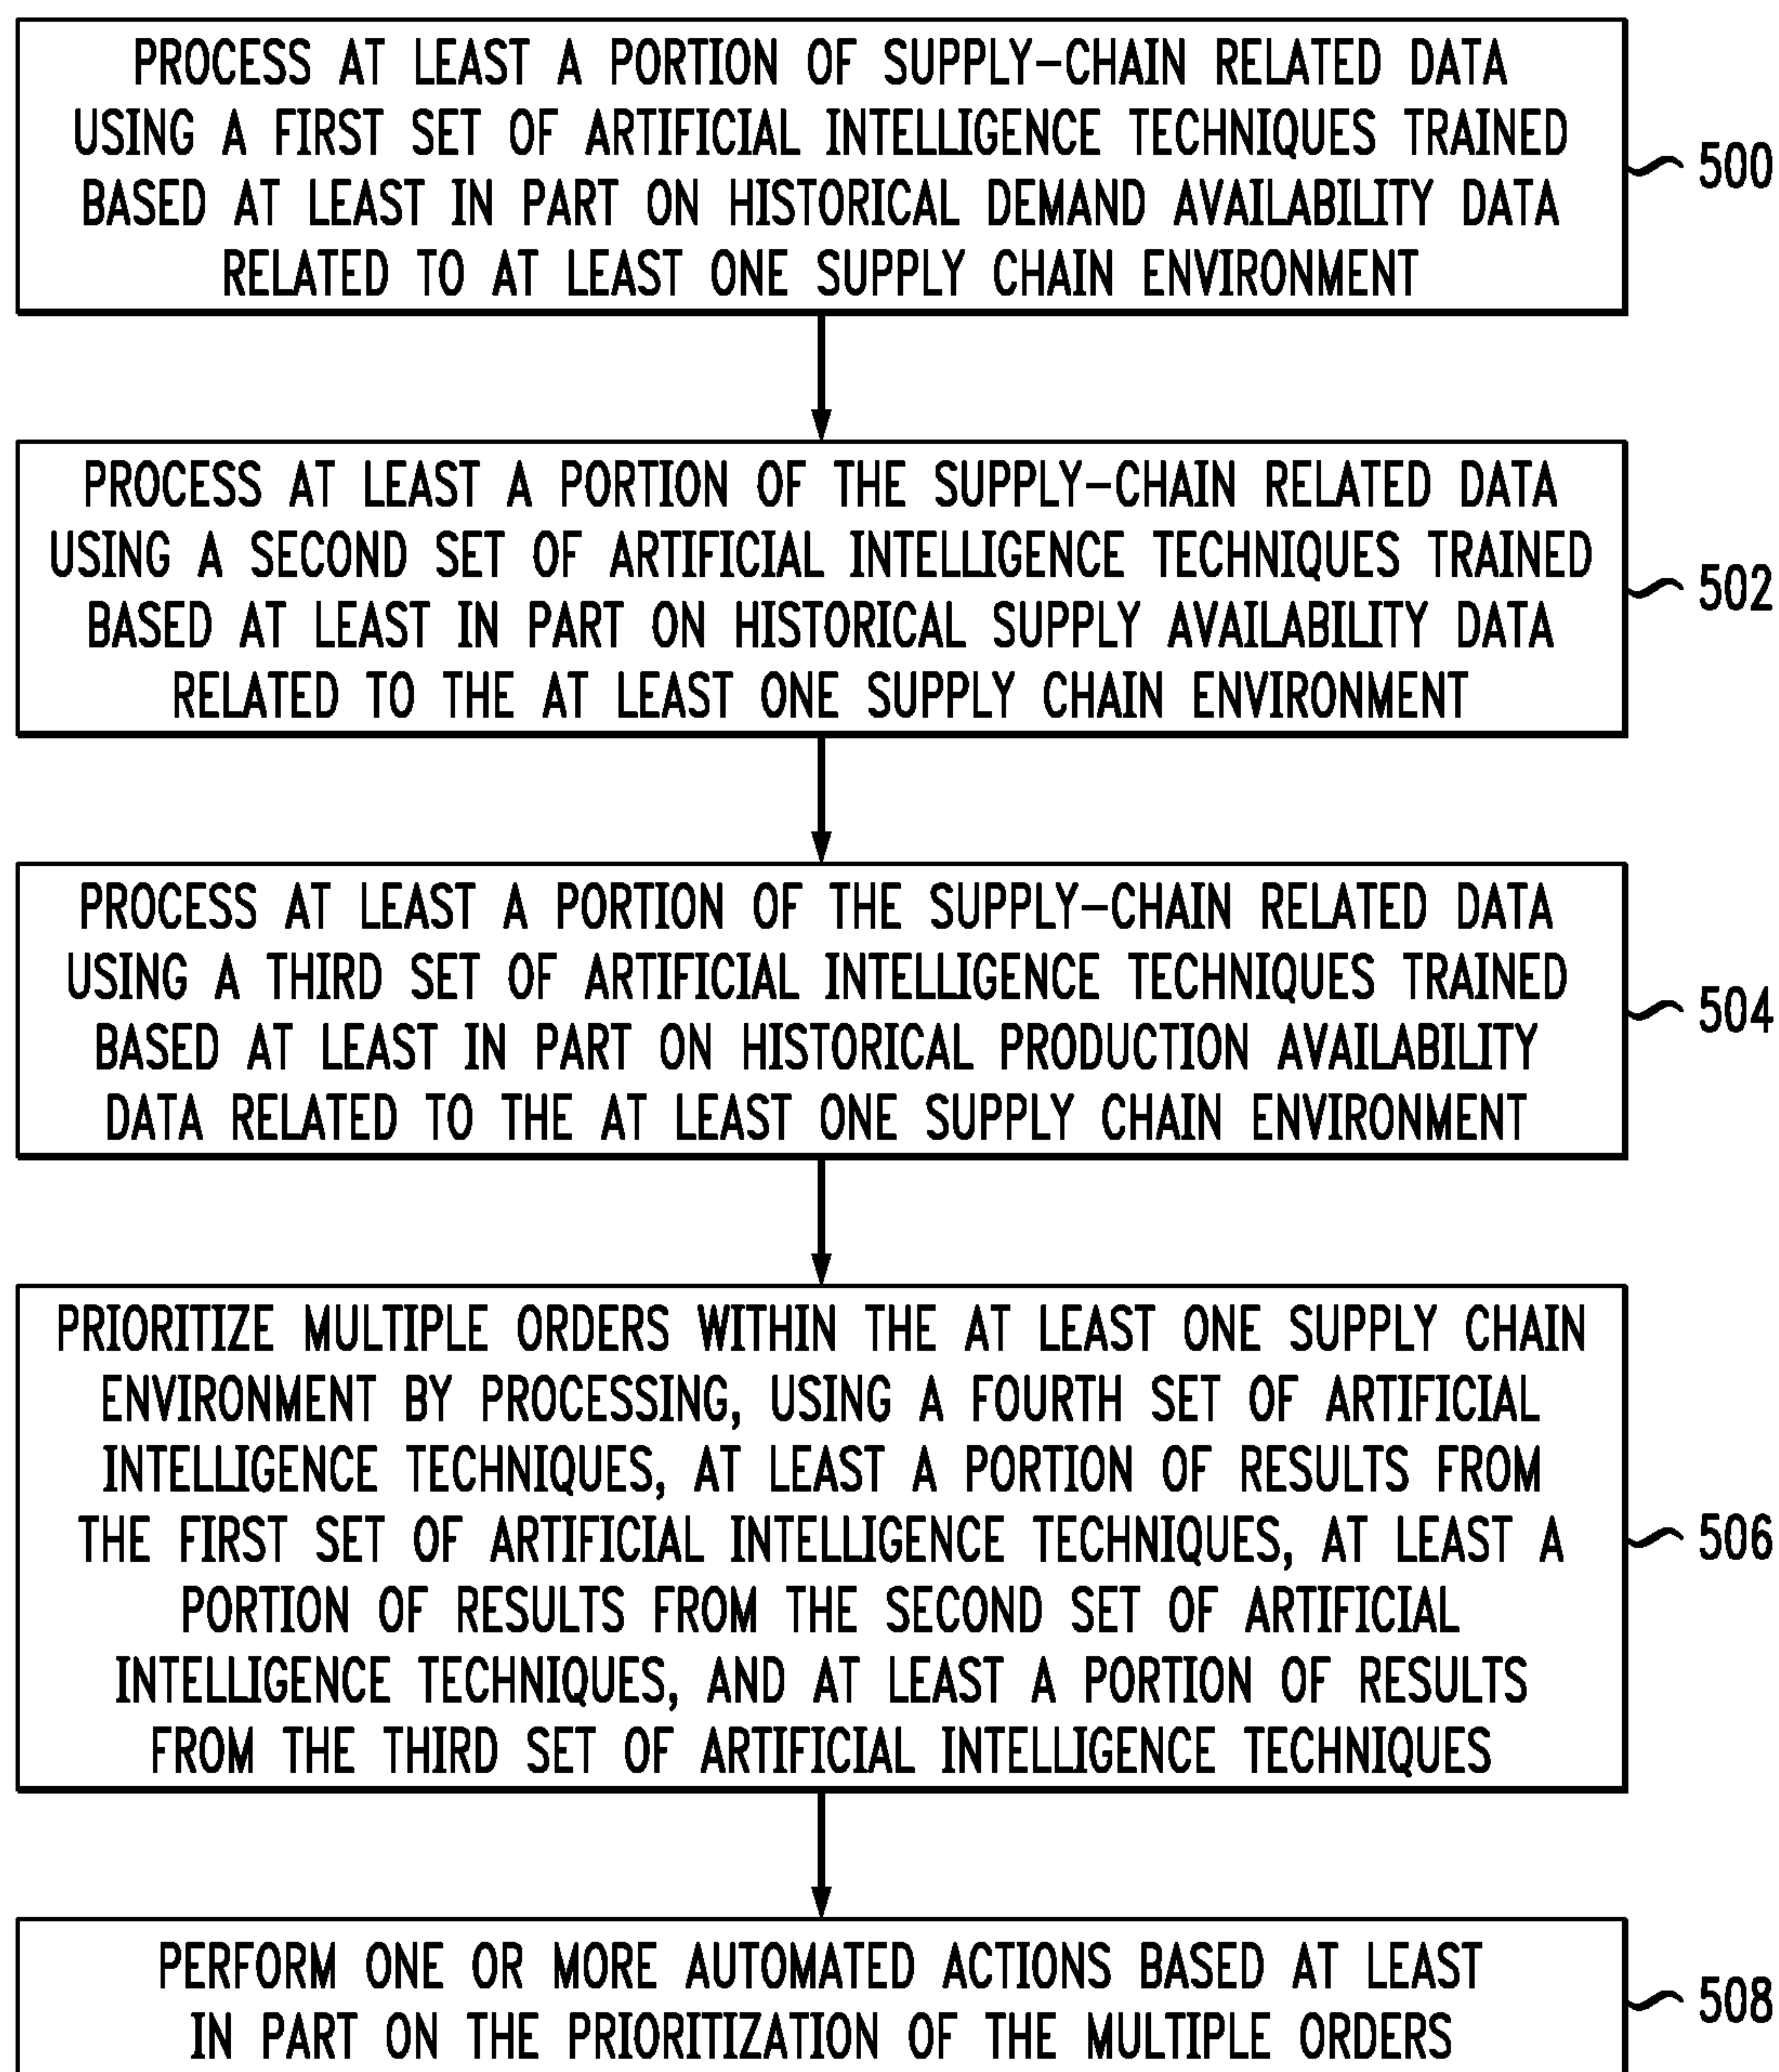 PROCESS AT LEAST A PORTION OF SUPPLY-CHAIN RELATED DATA
USING A FIRST SET OF ARTIFICIAL INTELLIGENCE TECHNIQUES TRAINED
BASED AT LEAST IN PART ON HISTORICAL DEMAND AVAILABILITY DATA
RELATED TO AT LEAST ONE SUPPLY CHAIN ENVIRONMENT
500
PROCESS AT LEAST A PORTION OF THE SUPPLY-CHAIN RELATED DATA
USING A SECOND SET OF ARTIFICIAL INTELLIGENCE TECHNIQUES TRAINED
BASED AT LEAST IN PART ON HISTORICAL SUPPLY AVAILABILITY DATA
RELATED TO THE AT LEAST ONE SUPPLY CHAIN ENVIRONMENT
502
PROCESS AT LEAST A PORTION OF THE SUPPLY-CHAIN RELATED DATA
USING A THIRD SET OF ARTIFICIAL INTELLIGENCE TECHNIQUES TRAINED
BASED AT LEAST IN PART ON HISTORICAL PRODUCTION AVAILABILITY
DATA RELATED TO THE AT LEAST ONE SUPPLY CHAIN ENVIRONMENT
504
PRIORITIZE MULTIPLE ORDERS WITHIN THE AT LEAST ONE SUPPLY CHAIN
ENVIRONMENT BY PROCESSING, USING A FOURTH SET OF ARTIFICIAL
INTELLIGENCE TECHNIQUES, AT LEAST A PORTION OF RESULTS FROM
THE FIRST SET OF ARTIFICIAL INTELLIGENCE TECHNIQUES, AT LEAST A
PORTION OF RESULTS FROM THE SECOND SET OF ARTIFICIAL
INTELLIGENCE TECHNIQUES, AND AT LEAST A PORTION OF RESULTS
FROM THE THIRD SET OF ARTIFICIAL INTELLIGENCE TECHNIQUES
506
PERFORM ONE OR MORE AUTOMATED ACTIONS BASED AT LEAST
IN PART ON THE PRIORITIZATION OF THE MULTIPLE ORDERS
508